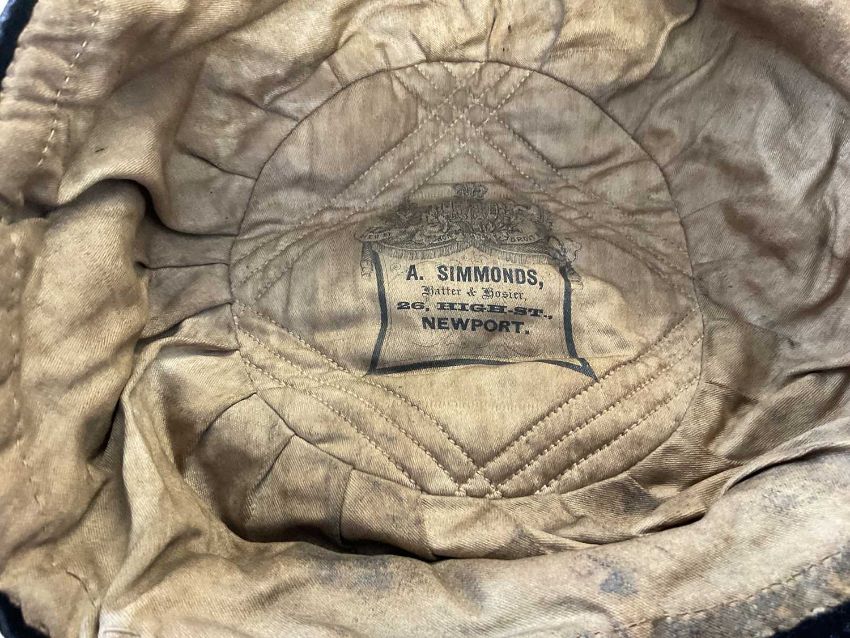 A. SIMMONDS,
Hatter & Hosier,
26, HIGH-ST.,
NEWPORT.